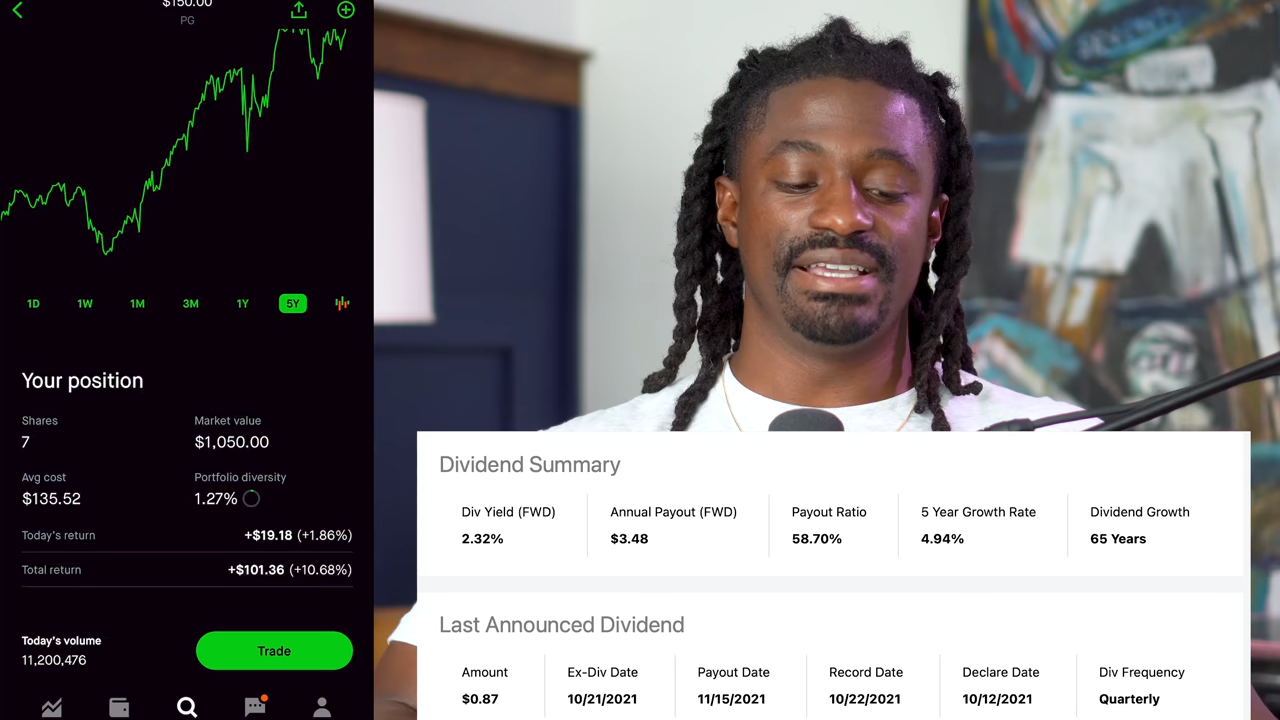 $150.00
PG
1D 1W 1M 3M 1Y 5Y
Your position
Shares Market value
7 $1,050.00
Avg cost Portfolio diversity
$135.52 1.27%
Today's return +$19.18 (+1.86%)
Total return +$101.36 (+10.68%)
Today's volume
11,200,476
Trade
Dividend Summary
Div Yield (FWD) Annual Payout (FWD) Payout Ratio 5 Year Growth Rate Dividend Growth
2.32% $3.48 58.70% 4.94% 65 Years
Last Announced Dividend
Amount Ex-Div Date Payout Date Record Date Declare Date Div Frequency
$0.87 10/21/2021 11/15/2021 10/22/2021 10/12/2021 Quarterly